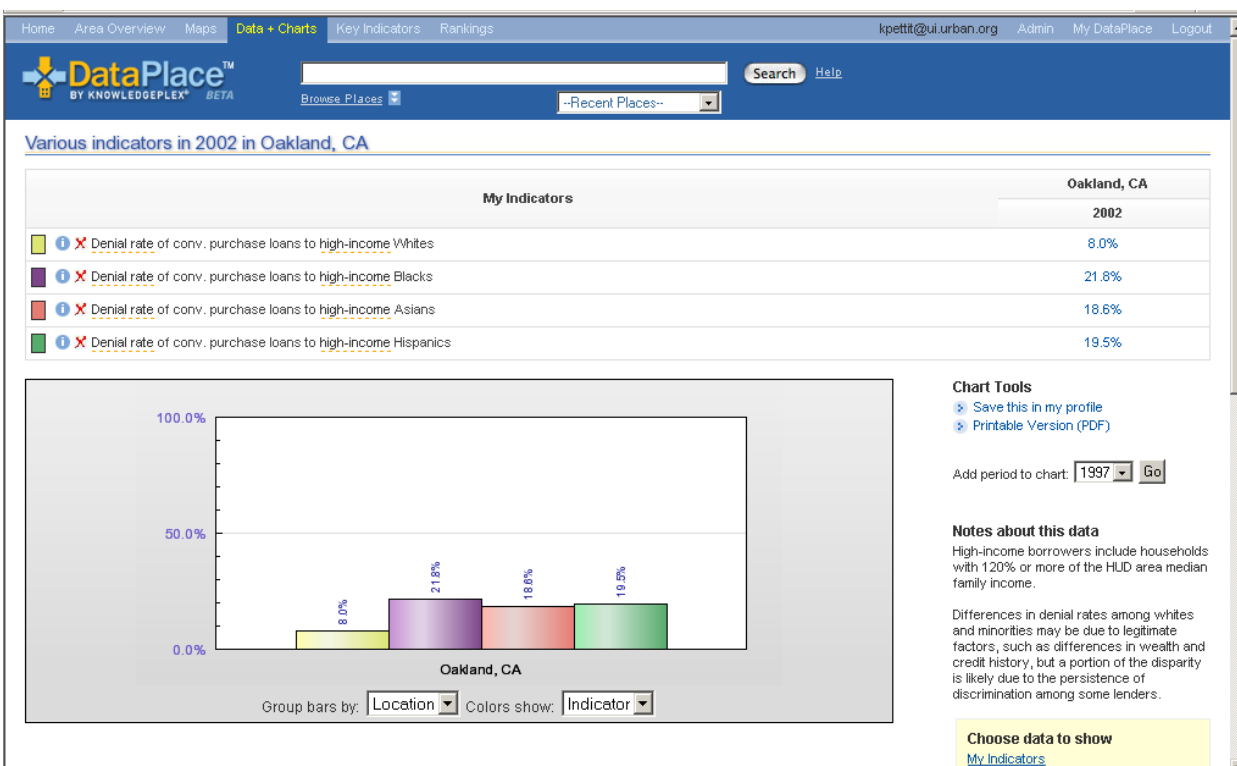 Home Area Overview Maps Data + Charts Key Indicators Rankings kpettit@ui.urban.org Admin My DataPlace Logout
DataPlace™
BY KNOWLEDGEPLEX® BETA
Search Help
Browse Places --Recent Places--
Various indicators in 2002 in Oakland, CA
My Indicators
Oakland, CA
2002
Denial rate of conv. purchase loans to high-income Whites 8.0%
Denial rate of conv. purchase loans to high-income Blacks 21.8%
Denial rate of conv. purchase loans to high-income Asians 18.6%
Denial rate of conv. purchase loans to high-income Hispanics 19.5%
100.0%
50.0%
0.0%
8.0%
21.8%
18.6%
19.5%
Oakland, CA
Group bars by: Location Colors show: Indicator
Chart Tools
Save this in my profile
Printable Version (PDF)
Add period to chart: 1997 Go
Notes about this data
High-income borrowers include households
with 120% or more of the HUD area median
family income.
Differences in denial rates among whites
and minorities may be due to legitimate
factors, such as differences in wealth and
credit history, but a portion of the disparity
is likely due to the persistence of
discrimination among some lenders.
Choose data to show
My Indicators